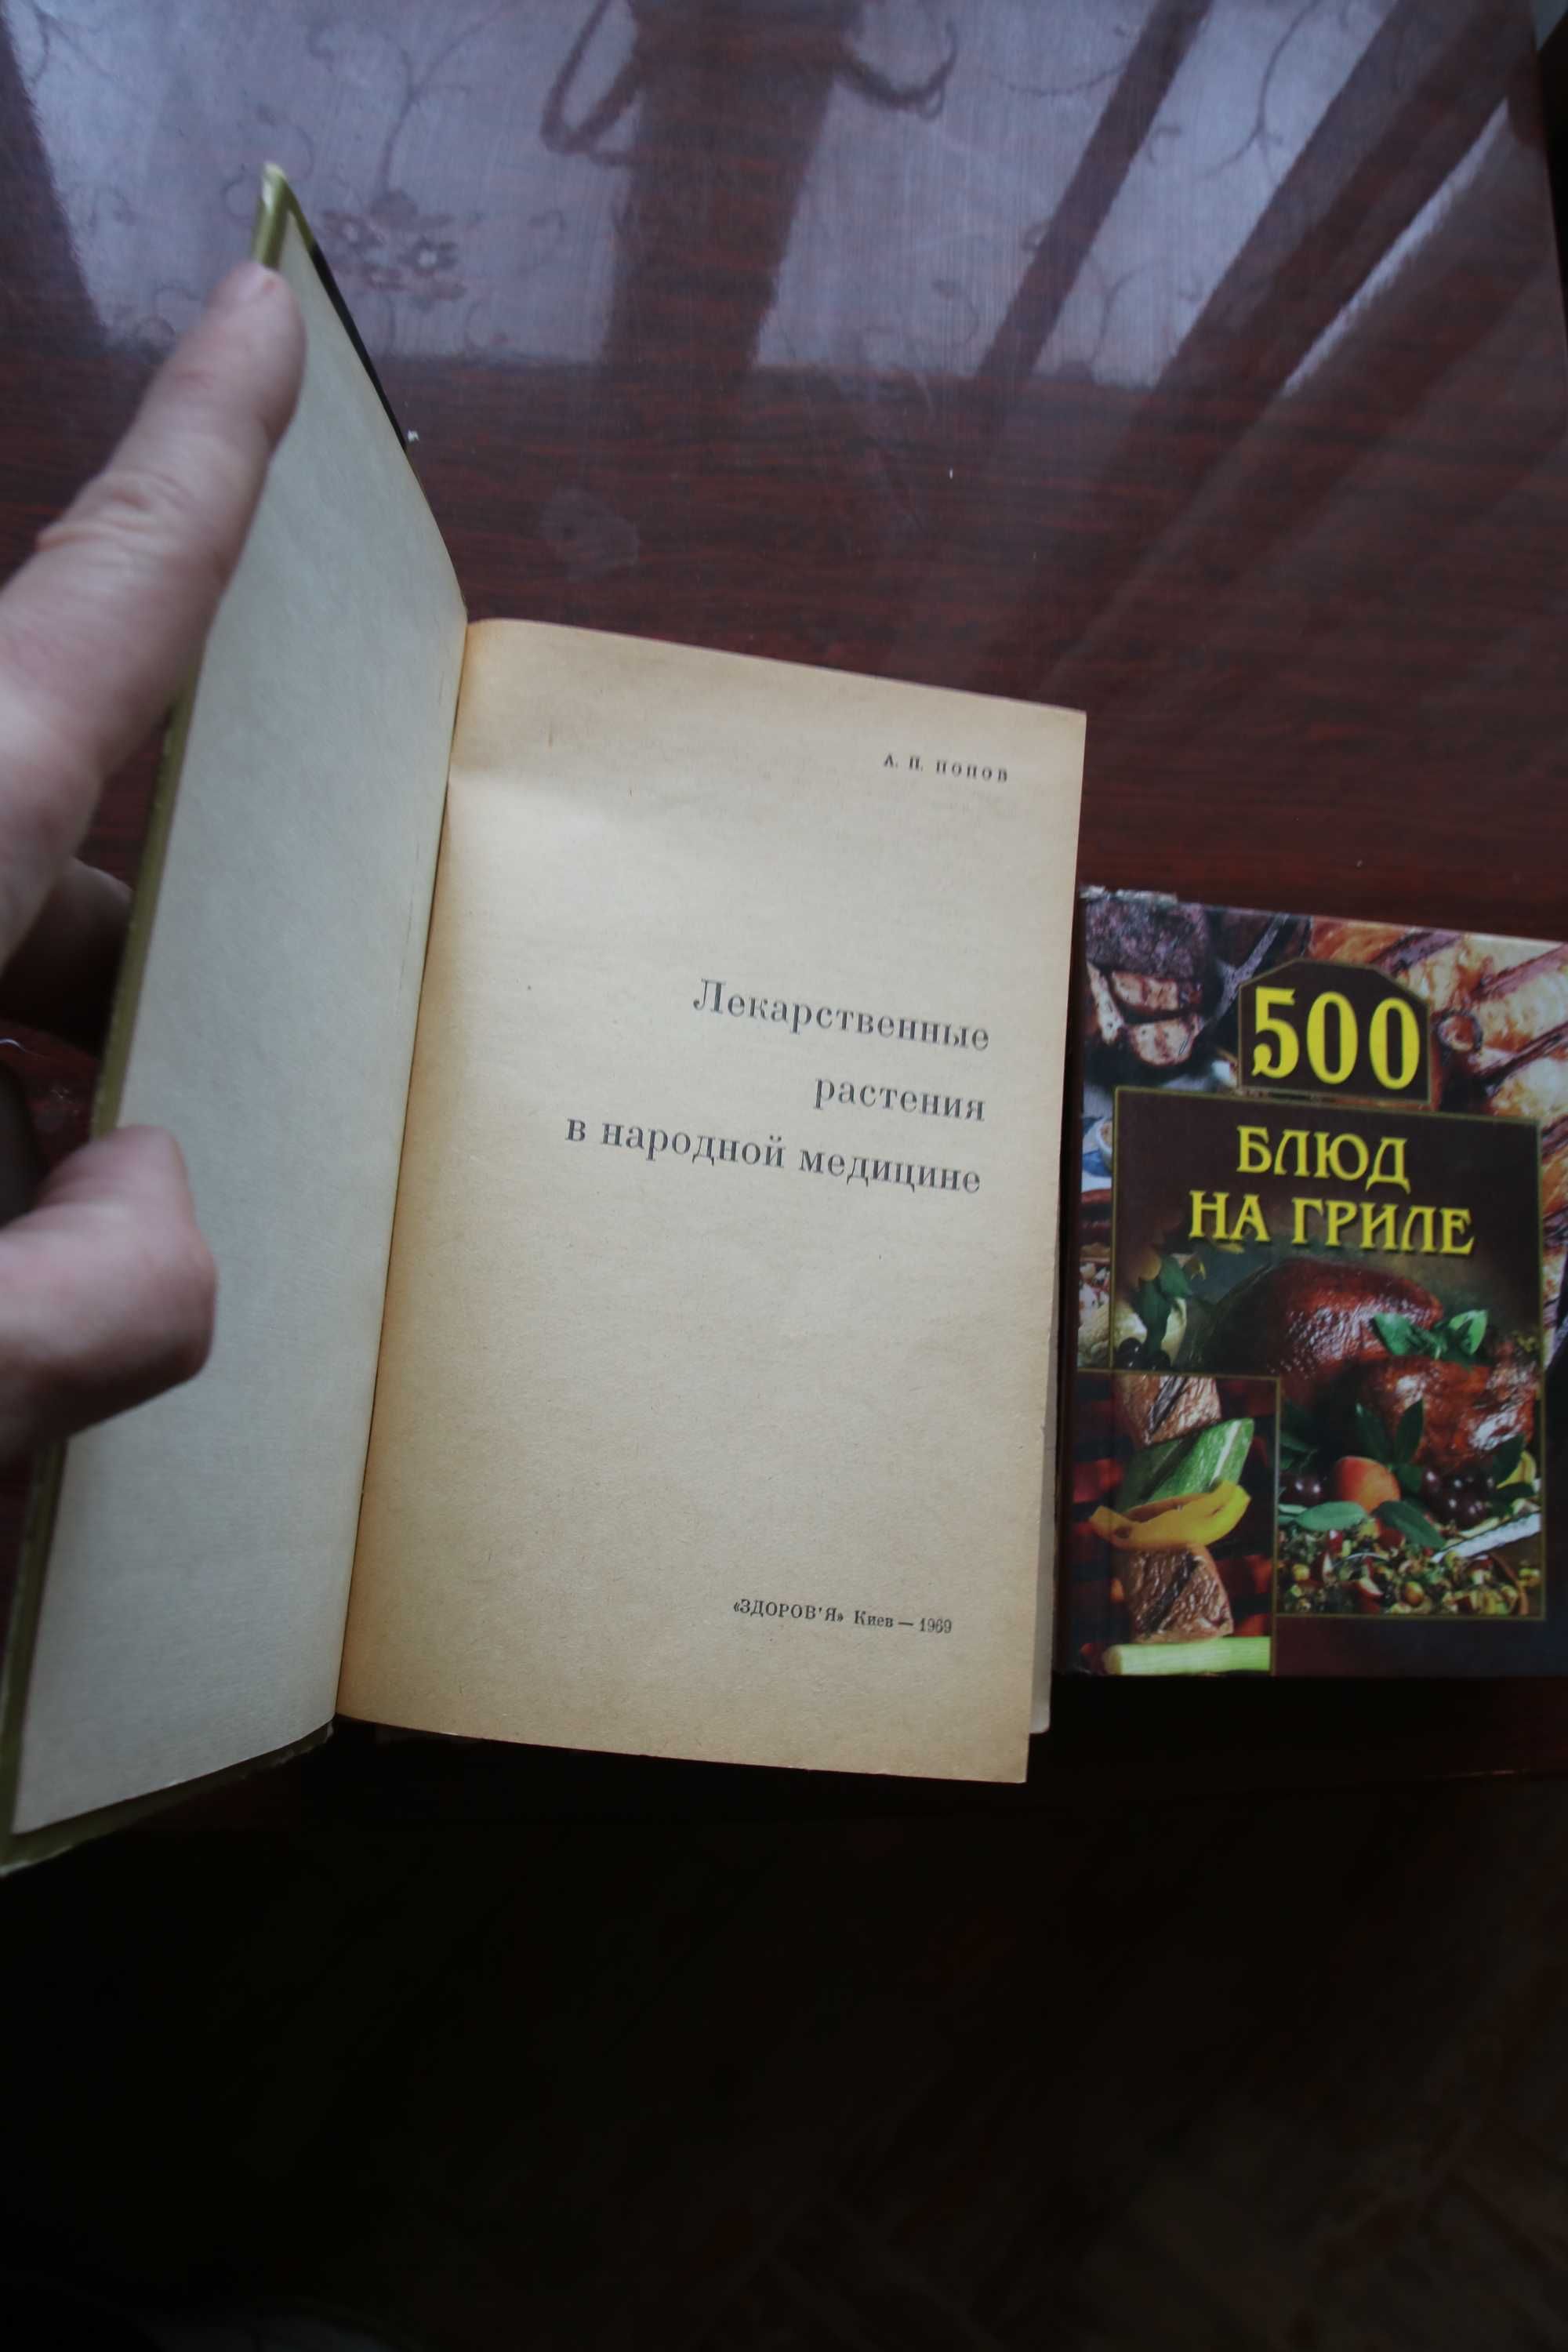 А. П. ПОПОВ
Лекарственные
растения
в народной медицине
«ЗДОРОВ'Я» Киев — 1969
500
БЛЮД
НА ГРИЛЕ